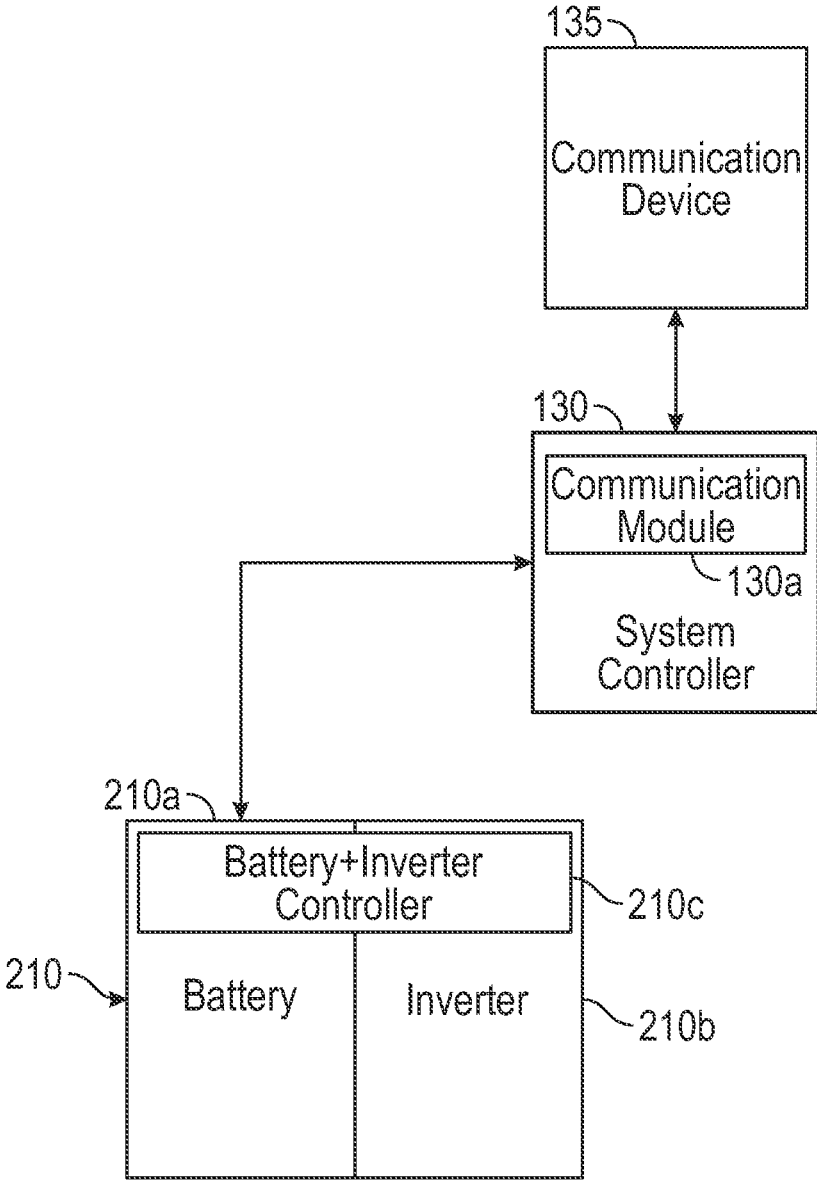 135
Communication
Device
130
Communication
Module
130a
System
Controller
210a
Battery+Inverter
Controller
210c
210
Battery
Inverter
210b